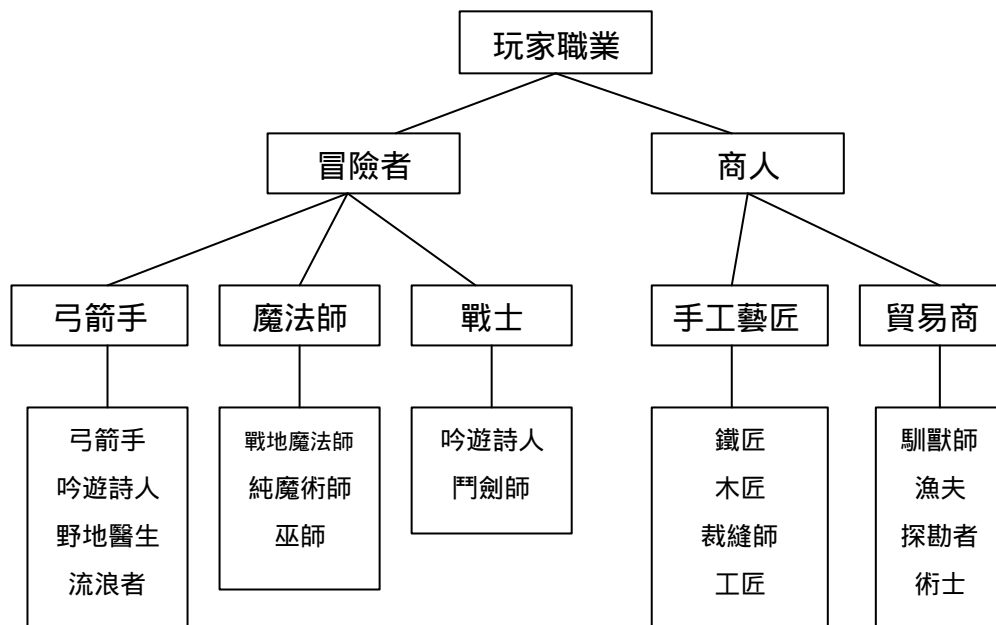 玩家職業
冒險者
商人
弓箭手
魔法師
戰士
手工藝匠
貿易商
弓箭手
吟遊詩人
野地醫生
流浪者
戰地魔法師
純魔術師
巫師
吟遊詩人
鬥劍師
鐵匠
木匠
裁縫師
工匠
馴獸師
漁夫
探勘者
術士